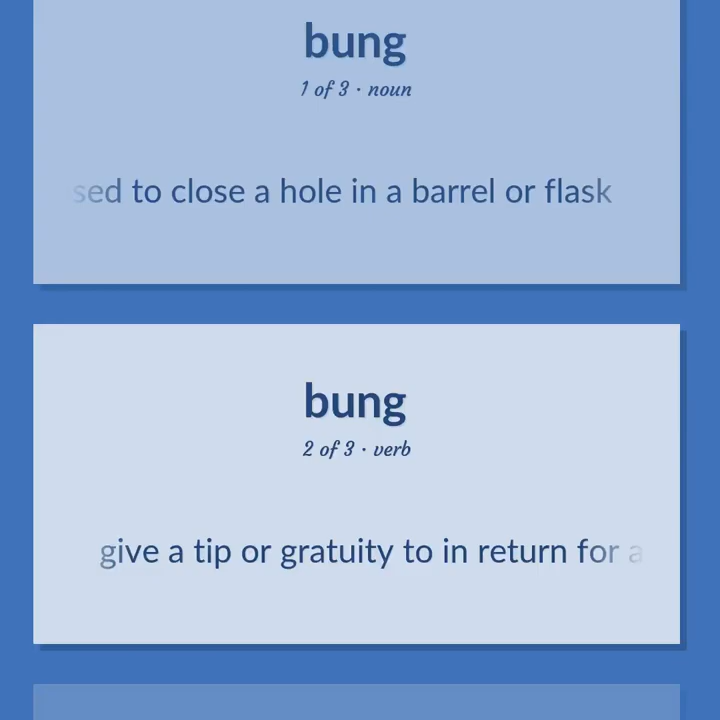 bung
1 of 3 · noun
sed to close a hole in a barrel or flask
bung
2 of 3 · verb
give a tip or gratuity to in return for a